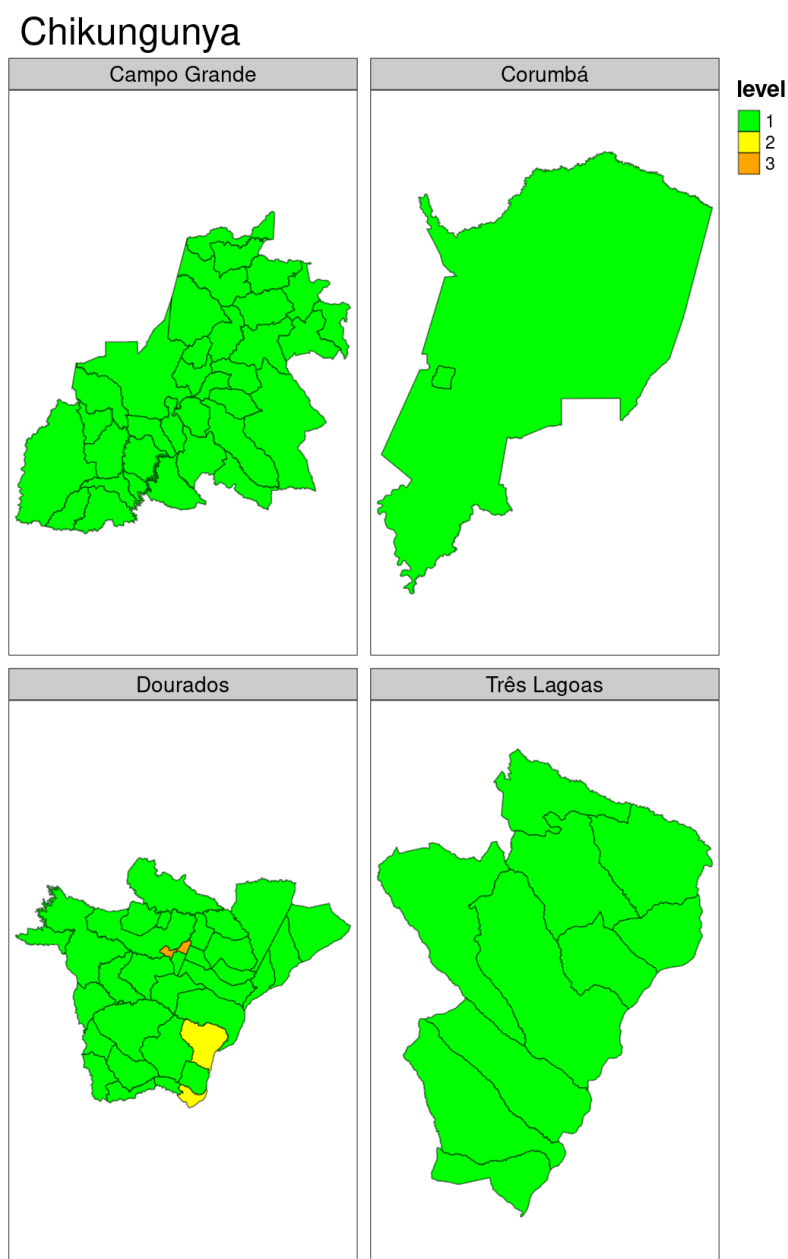 Chikungunya
Campo Grande
Corumbá
level
1
2
3
Dourados
Três Lagoas